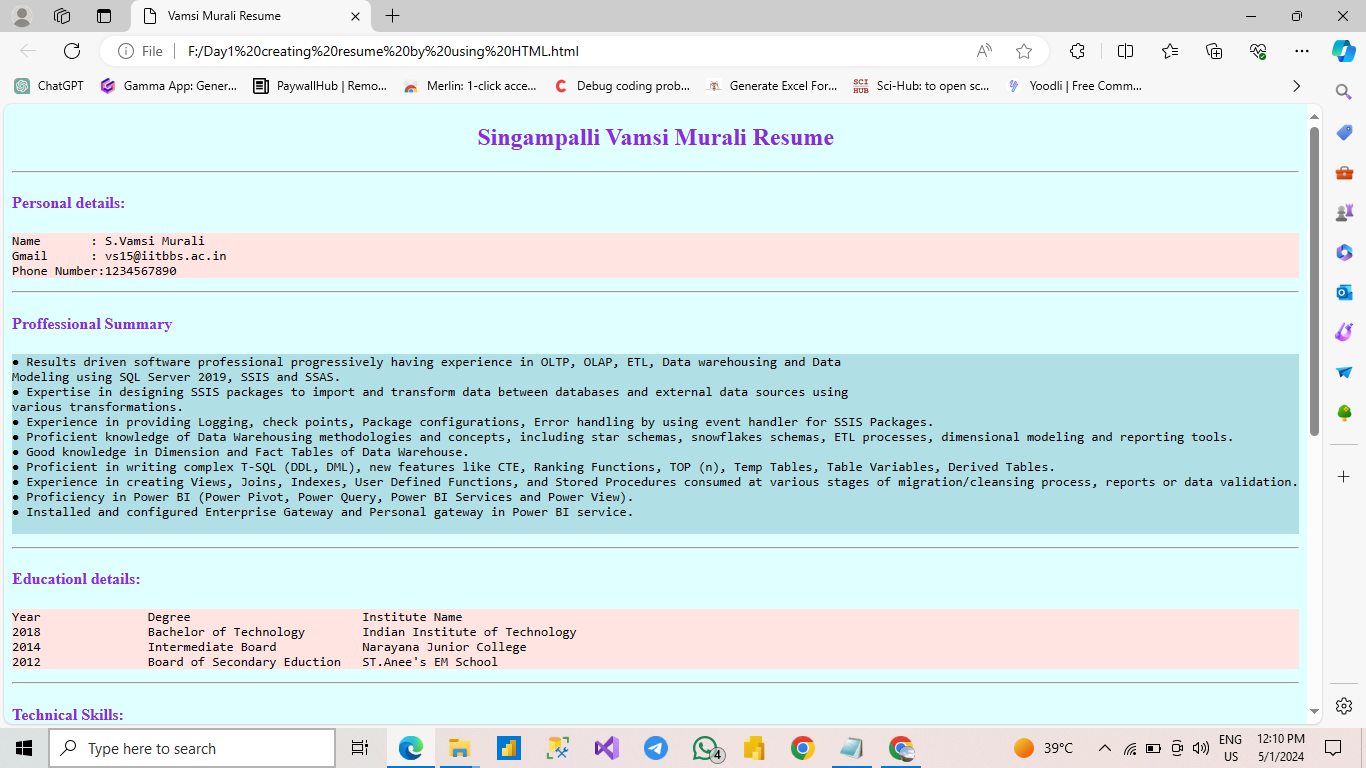 Vamsi Murali Resume
File
F:/Day1%20creating%20resume%20by%20using%20HTML.html
ChatGPT
Gamma App: Gener...
PaywallHub | Remo...
Merlin: 1-click acce...
Debug coding prob...
Generate Excel For...
SCI HUB
Sci-Hub: to open sc...
Yoodli | Free Comm...
Singampalli Vamsi Murali Resume
Personal details:
Name       : S.Vamsi Murali
Gmail      : vs15@iitbbs.ac.in
Phone Number:1234567890
Proffessional Summary
● Results driven software professional progressively having experience in OLTP, OLAP, ETL, Data warehousing and Data
Modeling using SQL Server 2019, SSIS and SSAS.
● Expertise in designing SSIS packages to import and transform data between databases and external data sources using
various transformations.
● Experience in providing Logging, check points, Package configurations, Error handling by using event handler for SSIS Packages.
● Proficient knowledge of Data Warehousing methodologies and concepts, including star schemas, snowflakes schemas, ETL processes, dimensional modeling and reporting tools.
● Good knowledge in Dimension and Fact Tables of Data Warehouse.
● Proficient in writing complex T-SQL (DDL, DML), new features like CTE, Ranking Functions, TOP (n), Temp Tables, Table Variables, Derived Tables.
● Experience in creating Views, Joins, Indexes, User Defined Functions, and Stored Procedures consumed at various stages of migration/cleansing process, reports or data validation.
● Proficiency in Power BI (Power Pivot, Power Query, Power BI Services and Power View).
● Installed and configured Enterprise Gateway and Personal gateway in Power BI service.
Educationl details:
Year               Degree                        Institute Name
2018               Bachelor of Technology        Indian Institute of Technology
2014               Intermediate Board            Narayana Junior College
2012               Board of Secondary Eduction   ST.Anee's EM School
Technical Skills:
Type here to search
4
39°C
ENG
US
12:10 PM
5/1/2024